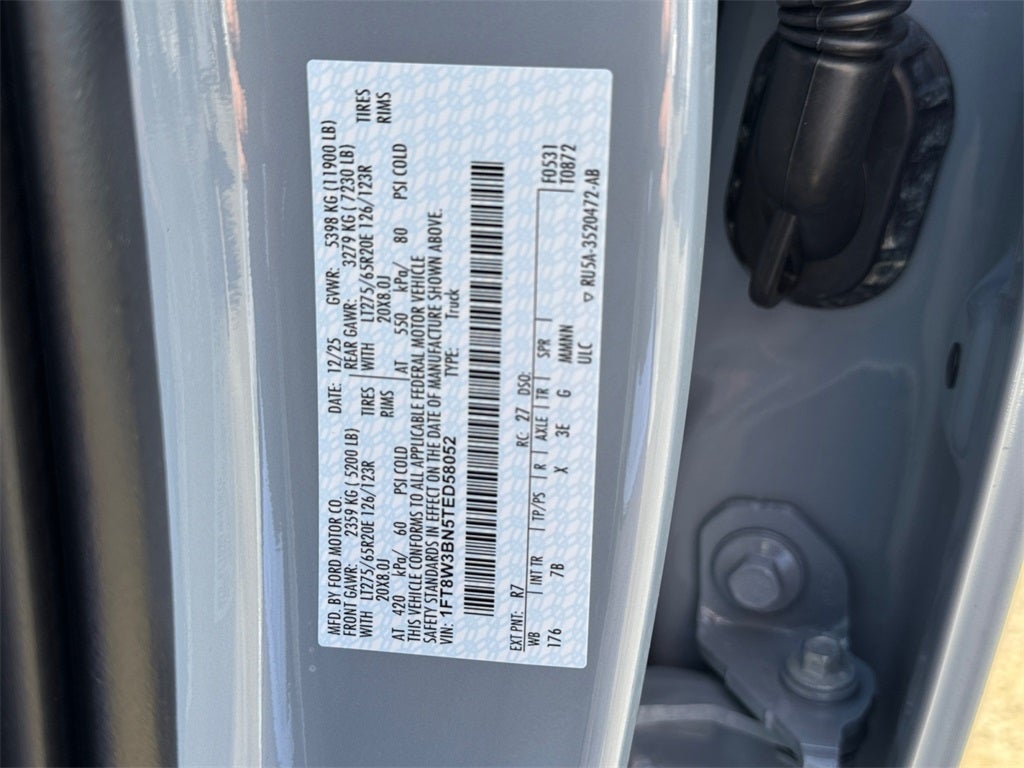 MFD. BY FORD MOTOR CO. DATE: 12/25 GVWR: 5398 KG (11900 LB)
FRONT GAWR: 2359 KG ( 5200 LB) REAR GAWR: 3279 KG ( 7230 LB)
WITH LT275/65R20E 126/123R TIRES WITH LT275/65R20E 126/123R TIRES
20X8.0J RIMS 20X8.0J RIMS
AT 420 kPa/ 60 PSI COLD AT 550 kPa/ 80 PSI COLD
THIS VEHICLE CONFORMS TO ALL APPLICABLE FEDERAL MOTOR VEHICLE
SAFETY STANDARDS IN EFFECT ON THE DATE OF MANUFACTURE SHOWN ABOVE.
VIN: 1FT8W3BN5TED58052 TYPE: Truck
EXT PNT: R7 RC: 27 DSO: F0531
WB INT TR TP/PS R AXLE TR SPR T0872
176 7B X 3E G MMMN
ULC ▽ RU5A-3520472-AB